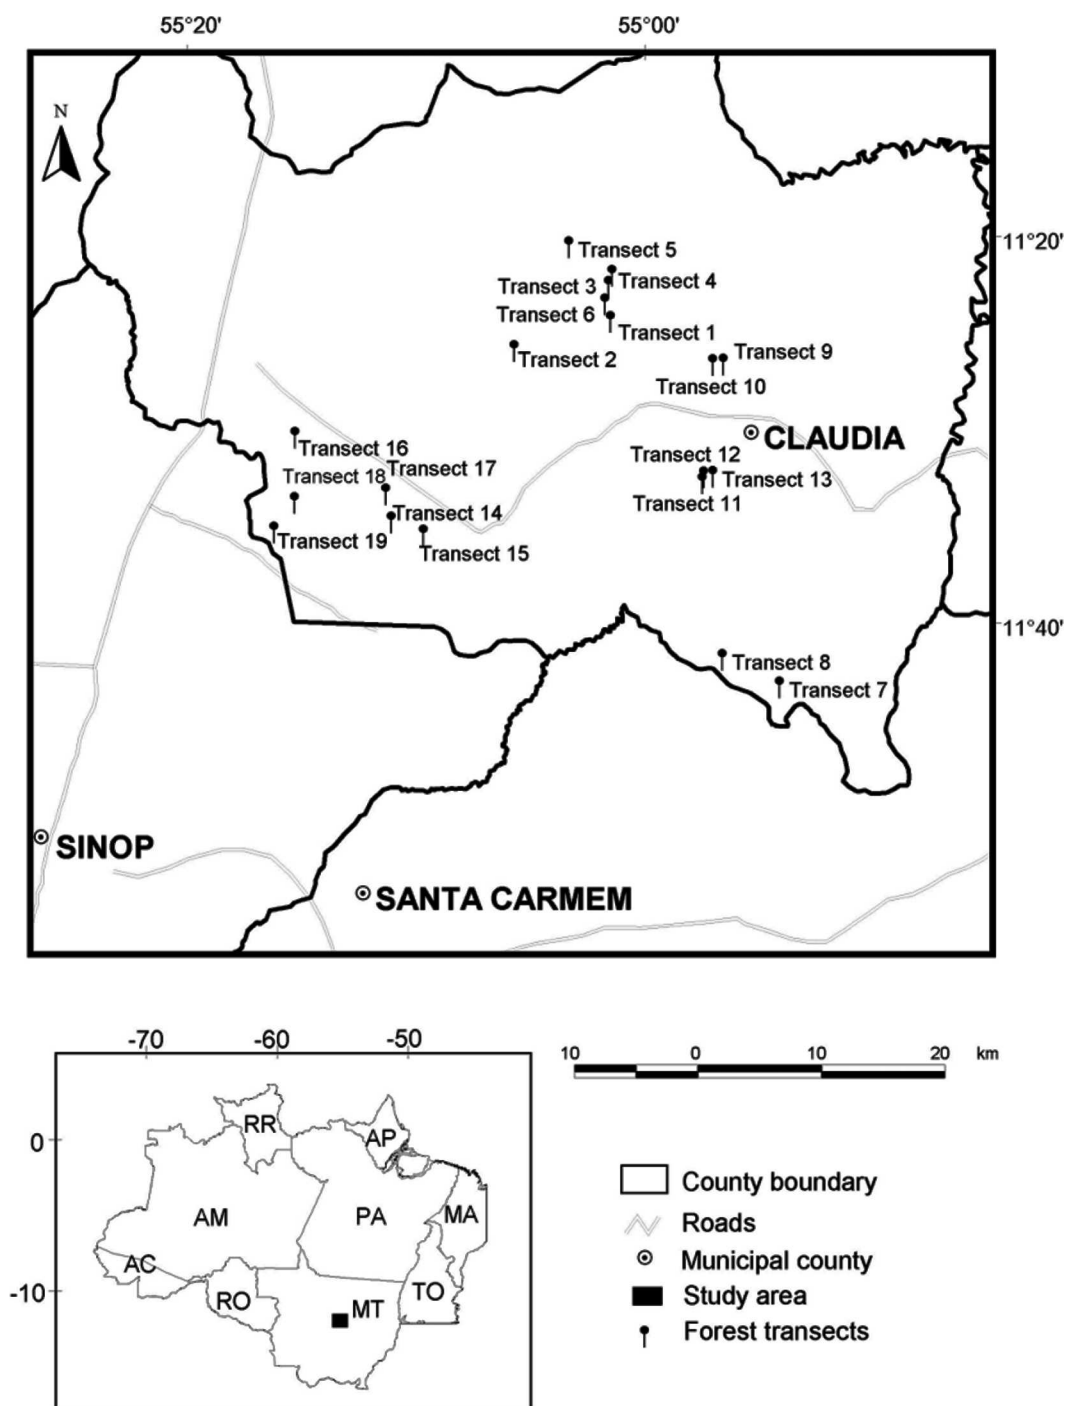 55°20'
55°00'
N
11°20'
Transect 5
Transect 3
Transect 4
Transect 6
Transect 1
Transect 2
Transect 9
Transect 10
CLAUDIA
Transect 16
Transect 12
Transect 17
Transect 18
Transect 13
Transect 11
Transect 14
Transect 19
Transect 15
11°40'
Transect 8
Transect 7
SINOP
SANTA CARMEM
-70
-60
-50
10
0
10
20
km
0
-10
RR
AP
AM
PA
MA
AC
RO
MT
TO
County boundary
Roads
Municipal county
Study area
Forest transects